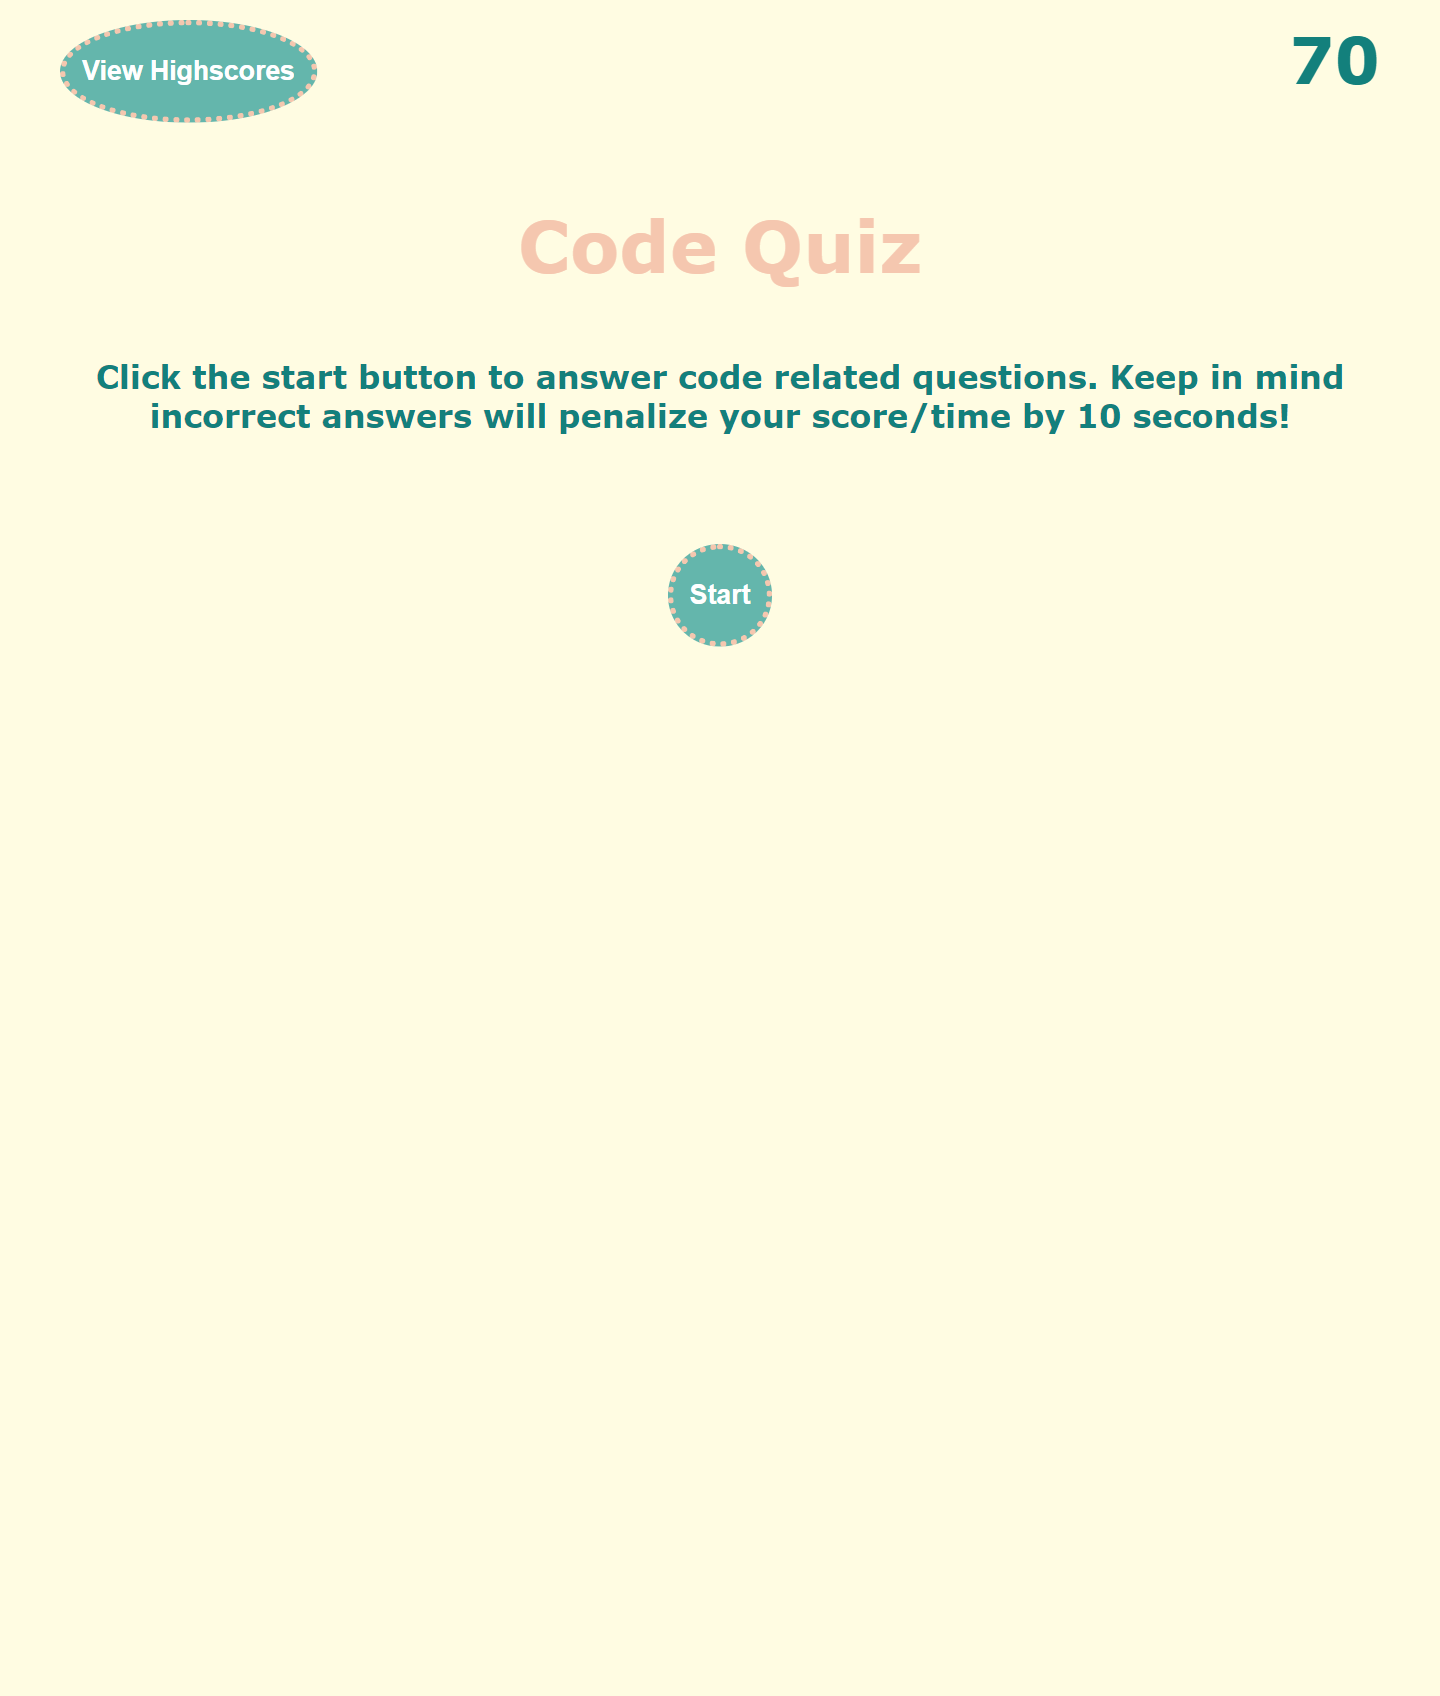 View Highscores
70
Code Quiz
Click the start button to answer code related questions. Keep in mind
incorrect answers will penalize your score/time by 10 seconds!
Start